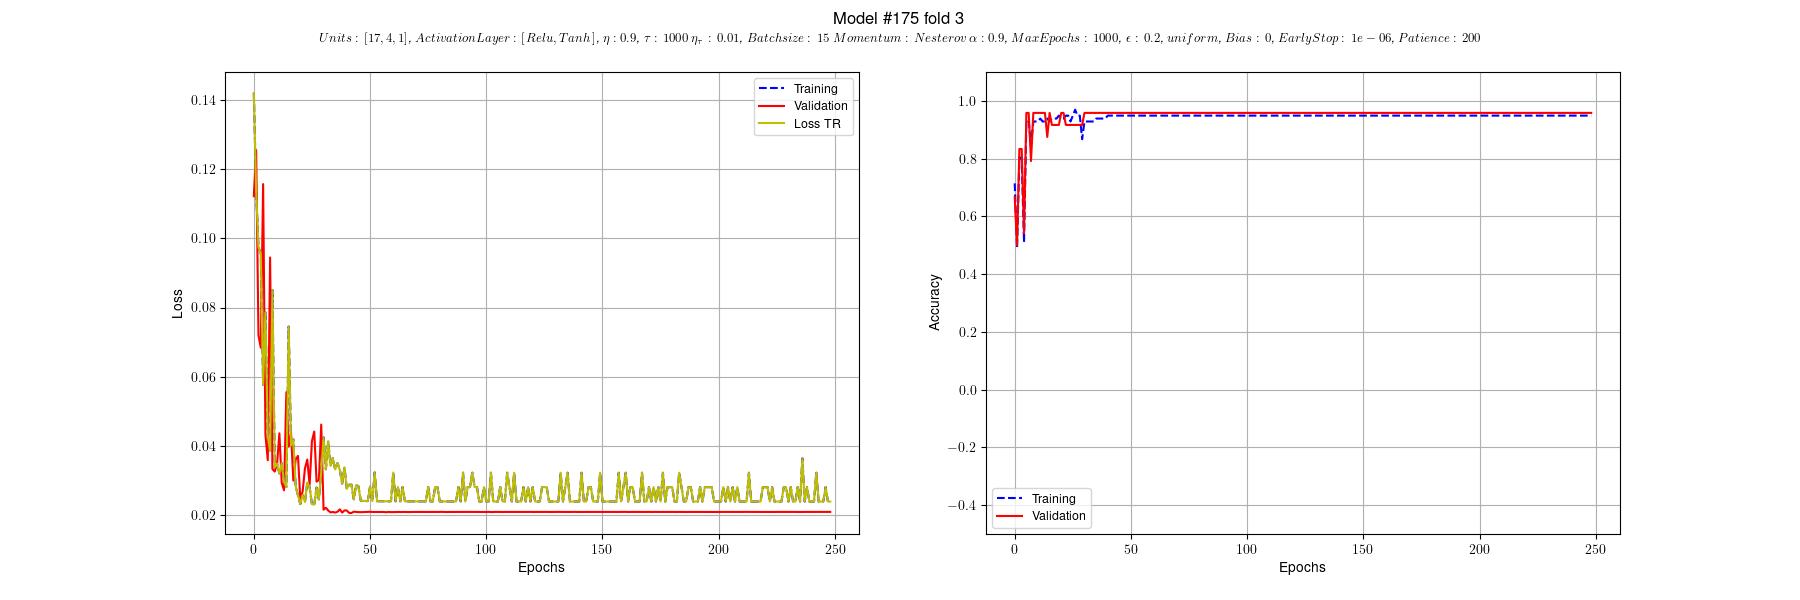 Model #175 fold 3
Units : [17, 4, 1], ActivationLayer : [Relu, Tanh], η : 0.9, τ : 1000 η_τ : 0.01, Batchsize : 15 Momentum : Nesterov α : 0.9, MaxEpochs : 1000, ϵ : 0.2, uniform, Bias : 0, EarlyStop : 1e − 06, Patience : 200
Loss
0.14
0.12
0.10
0.08
0.06
0.04
0.02
Training
Validation
Loss TR
0 50 100 150 200 250
Epochs
Accuracy
1.0
0.8
0.6
0.4
0.2
0.0
−0.2
−0.4
Training
Validation
0 50 100 150 200 250
Epochs